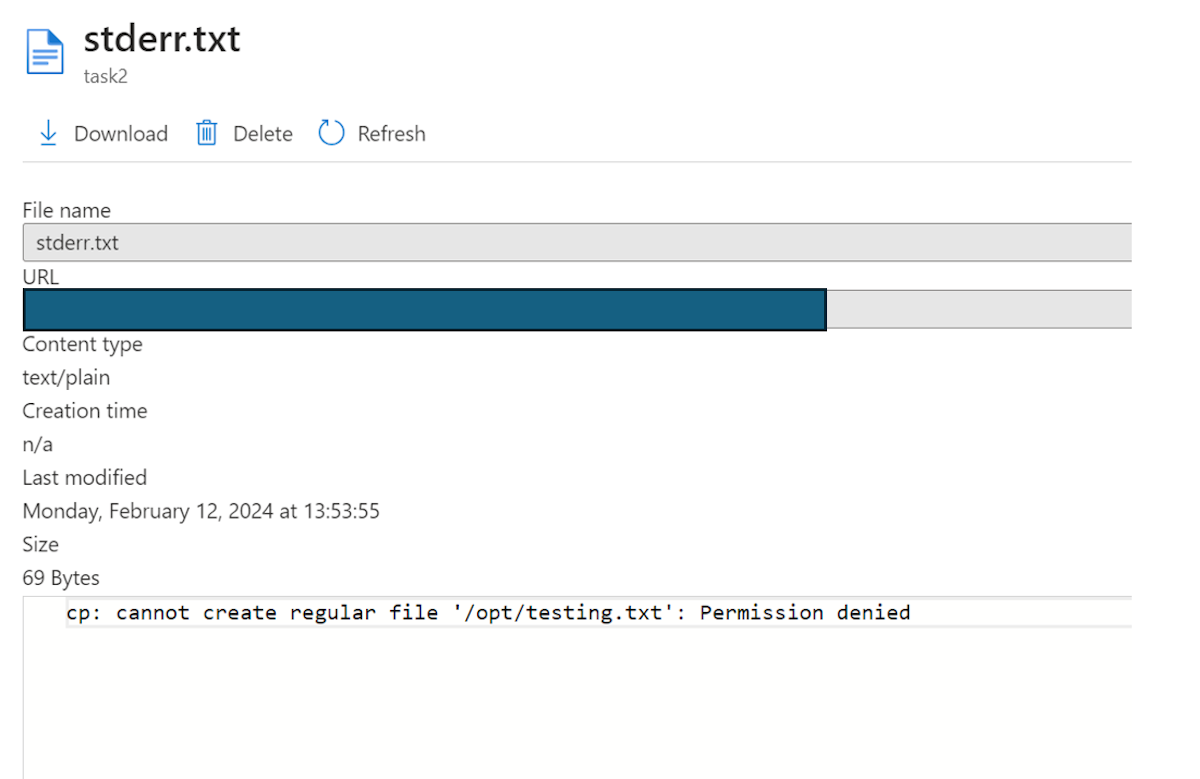 stderr.txt
task2
Download Delete Refresh
File name
stderr.txt
URL
Content type
text/plain
Creation time
n/a
Last modified
Monday, February 12, 2024 at 13:53:55
Size
69 Bytes
cp: cannot create regular file '/opt/testing.txt': Permission denied